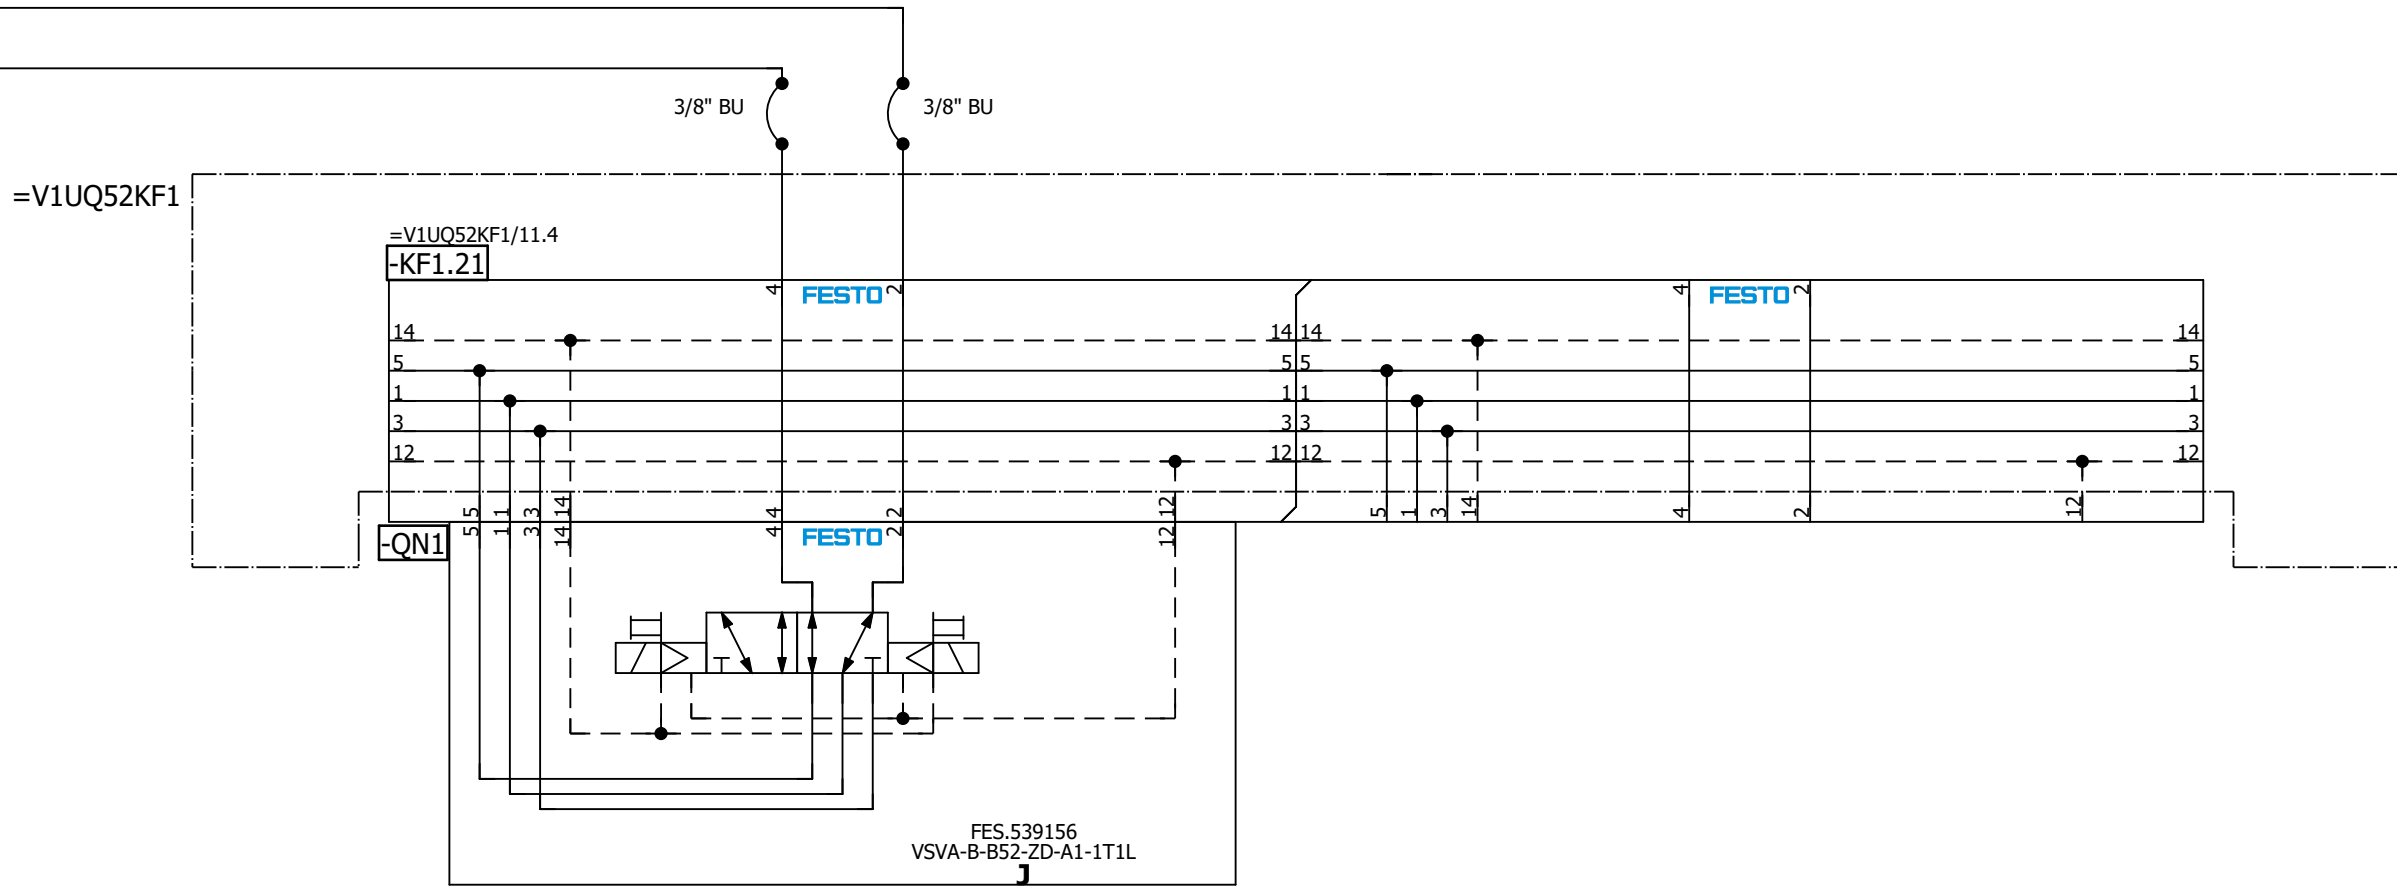 3/8" BU
3/8" BU
=V1UQ52KF1
=V1UQ52KF1/11.4
-KF1.21
4 FESTO 2 4 FESTO 2
14 14 14 14
5 5 5 5
1 1 1 1
3 3 3 3
12 12 12 12
5 1 3 14 4 2 12 5 1 3 14 4 2 12
-QN1
5 1 3 14 4 FESTO 2 12
FES.539156
VSVA-B-B52-ZD-A1-1T1L
J